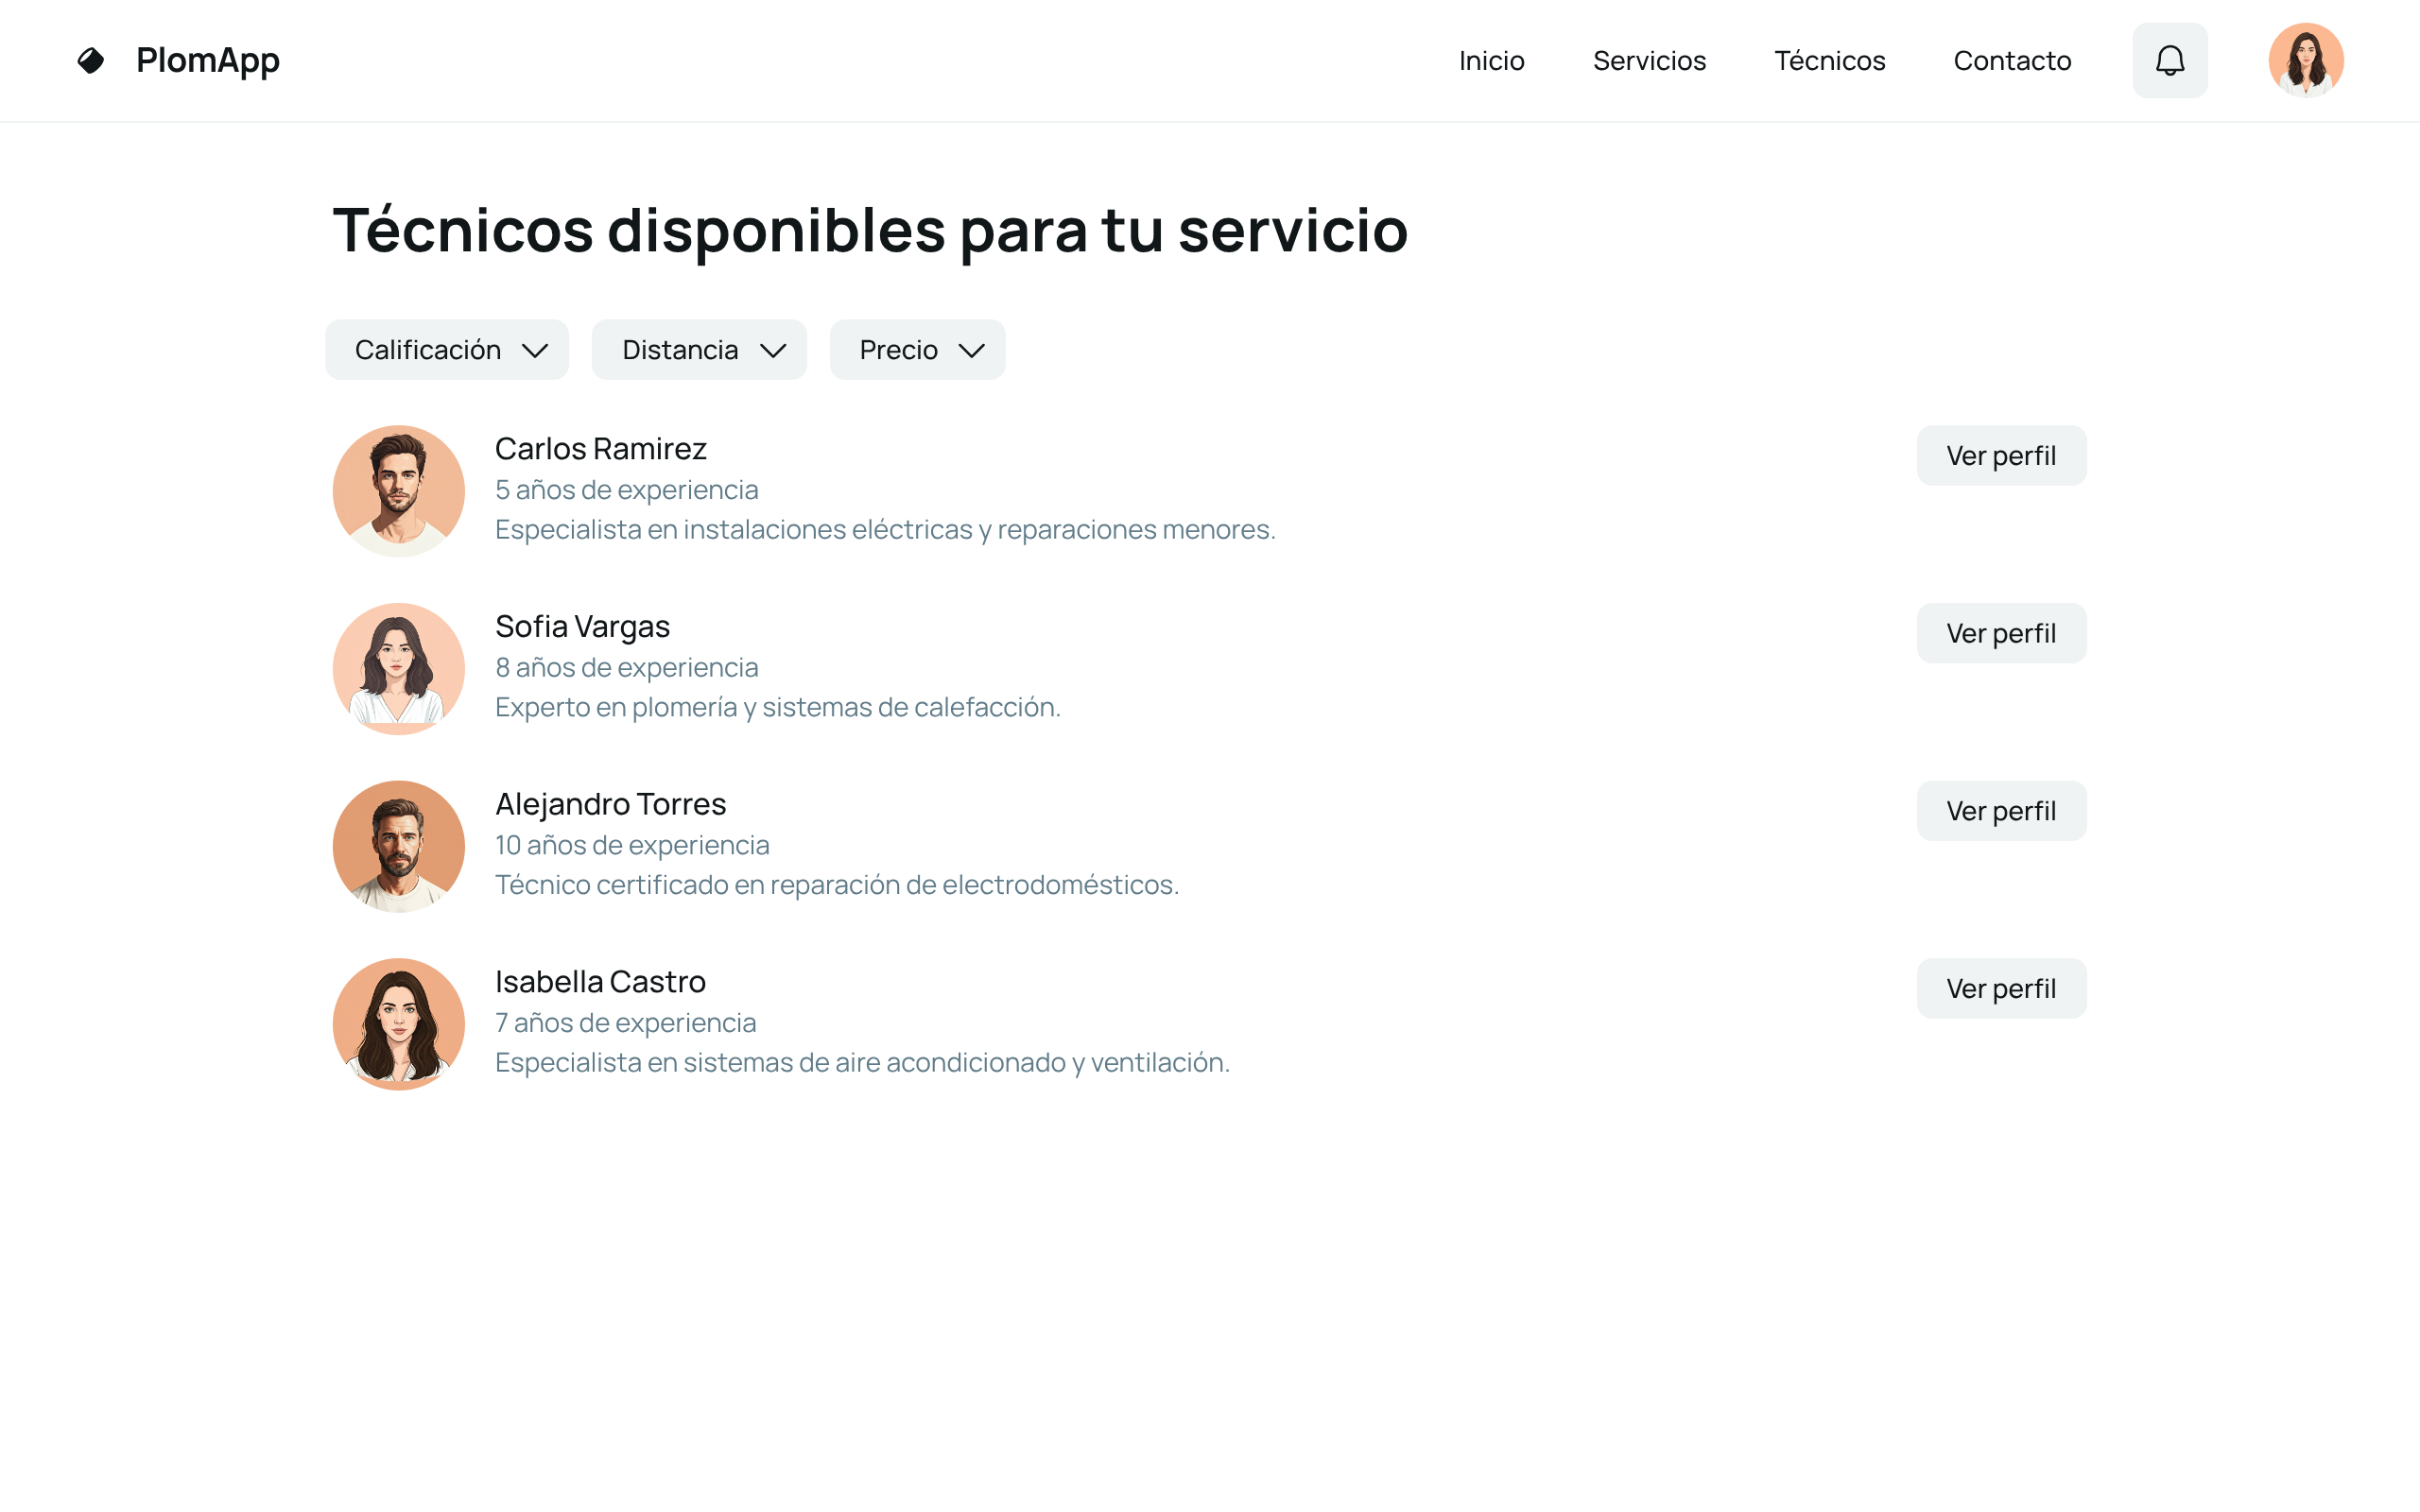 PlomApp
Inicio
Servicios
Técnicos
Contacto
Técnicos disponibles para tu servicio
Calificación
Distancia
Precio
Carlos Ramirez
5 años de experiencia
Especialista en instalaciones eléctricas y reparaciones menores.
Ver perfil
Sofia Vargas
8 años de experiencia
Experto en plomería y sistemas de calefacción.
Ver perfil
Alejandro Torres
10 años de experiencia
Técnico certificado en reparación de electrodomésticos.
Ver perfil
Isabella Castro
7 años de experiencia
Especialista en sistemas de aire acondicionado y ventilación.
Ver perfil